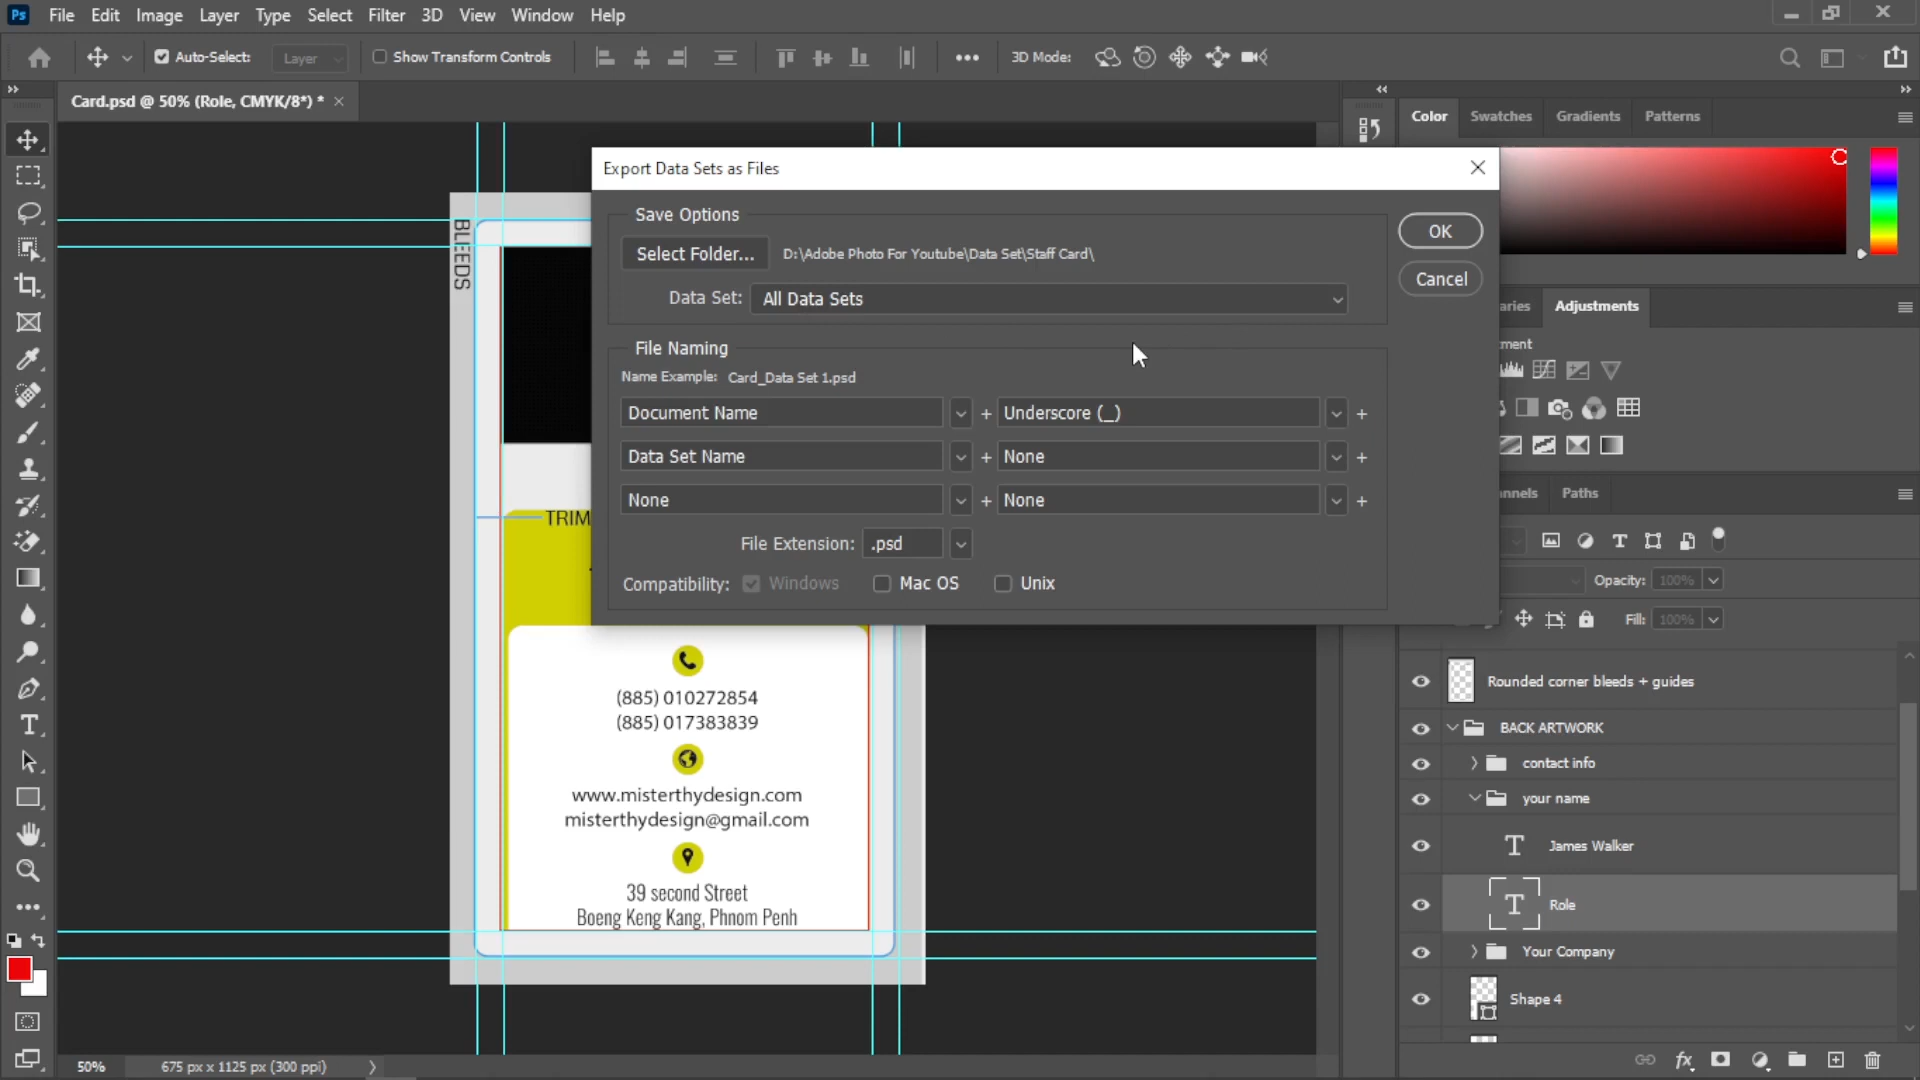 Ps File Edit Image Layer Type Select Filter 3D View Window Help
Auto-Select: Layer Show Transform Controls 3D Mode:
Card.psd @ 50% (Role, CMYK/8*) *
Color Swatches Gradients Patterns
Export Data Sets as Files
Save Options
Select Folder... D:\Adobe Photo For Youtube\Data Set\Staff Card\
OK
Data Set: All Data Sets
Cancel
File Naming
Name Example: Card_Data Set 1.psd
Document Name + Underscore (_) +
Data Set Name + None +
None + None +
File Extension: .psd
Compatibility: Windows Mac OS Unix
BLEEDS
TRIM
(885) 010272854
(885) 017383839
www.misterthydesign.com
misterthydesign@gmail.com
39 second Street
Boeng Keng Kang, Phnom Penh
aries Adjustments
ment
nnels Paths
Opacity: 100%
Fill: 100%
Rounded corner bleeds + guides
BACK ARTWORK
contact info
your name
James Walker
Role
Your Company
Shape 4
50% 675 px x 1125 px (300 ppi)